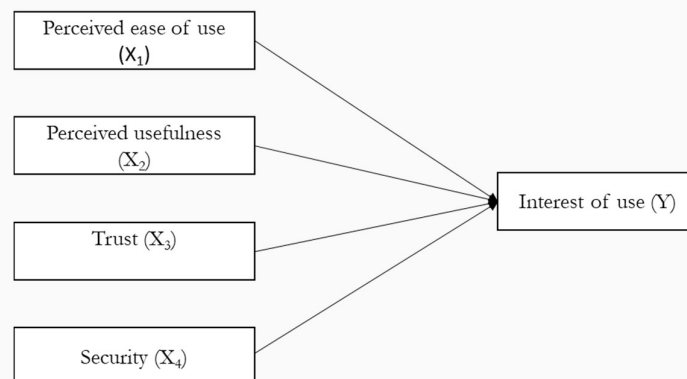 Perceived ease of use
(X₁)
Perceived usefulness
(X₂)
Trust (X₃)
Interest of use (Y)
Security (X₄)